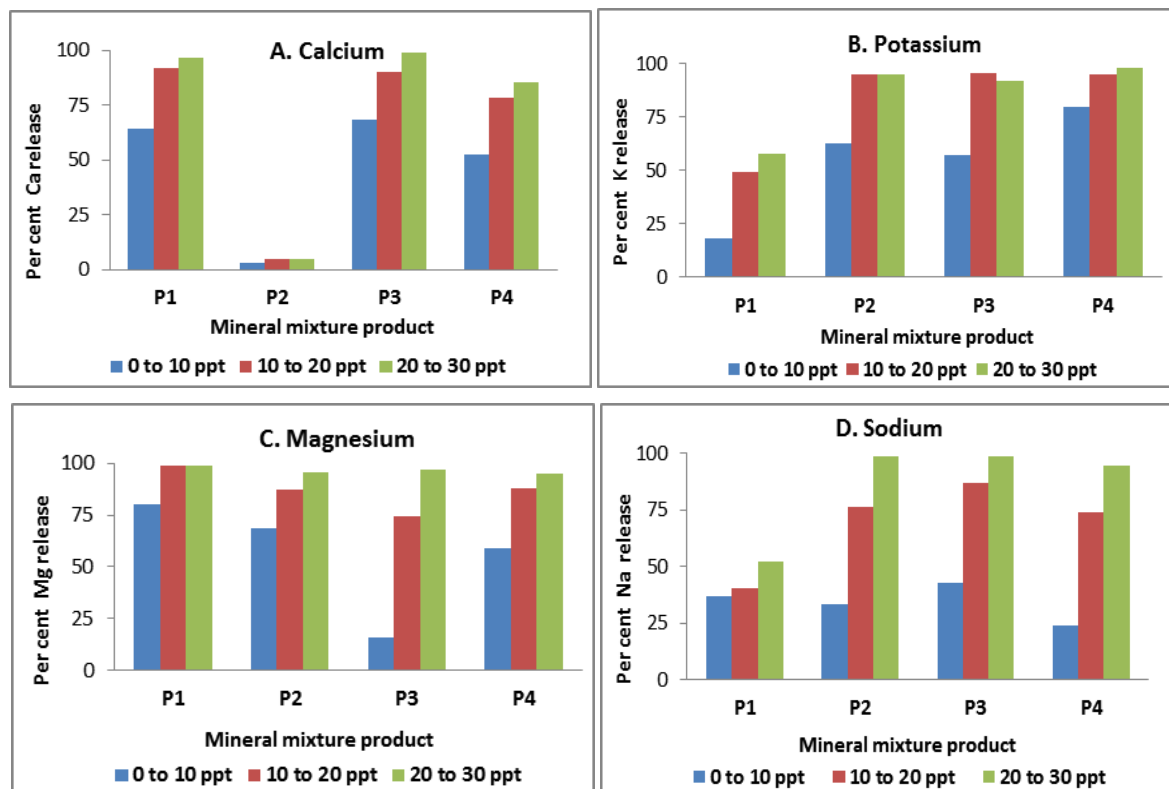 A. Calcium
Per cent Ca release
100
75
50
25
0
P1 P2 P3 P4
Mineral mixture product
0 to 10 ppt 10 to 20 ppt 20 to 30 ppt
B. Potassium
Per cent K release
100
75
50
25
0
P1 P2 P3 P4
Mineral mixture product
0 to 10 ppt 10 to 20 ppt 20 to 30 ppt
C. Magnesium
Per cent Mg release
100
75
50
25
0
P1 P2 P3 P4
Mineral mixture product
0 to 10 ppt 10 to 20 ppt 20 to 30 ppt
D. Sodium
Per cent Na release
100
75
50
25
0
P1 P2 P3 P4
Mineral mixture product
0 to 10 ppt 10 to 20 ppt 20 to 30 ppt